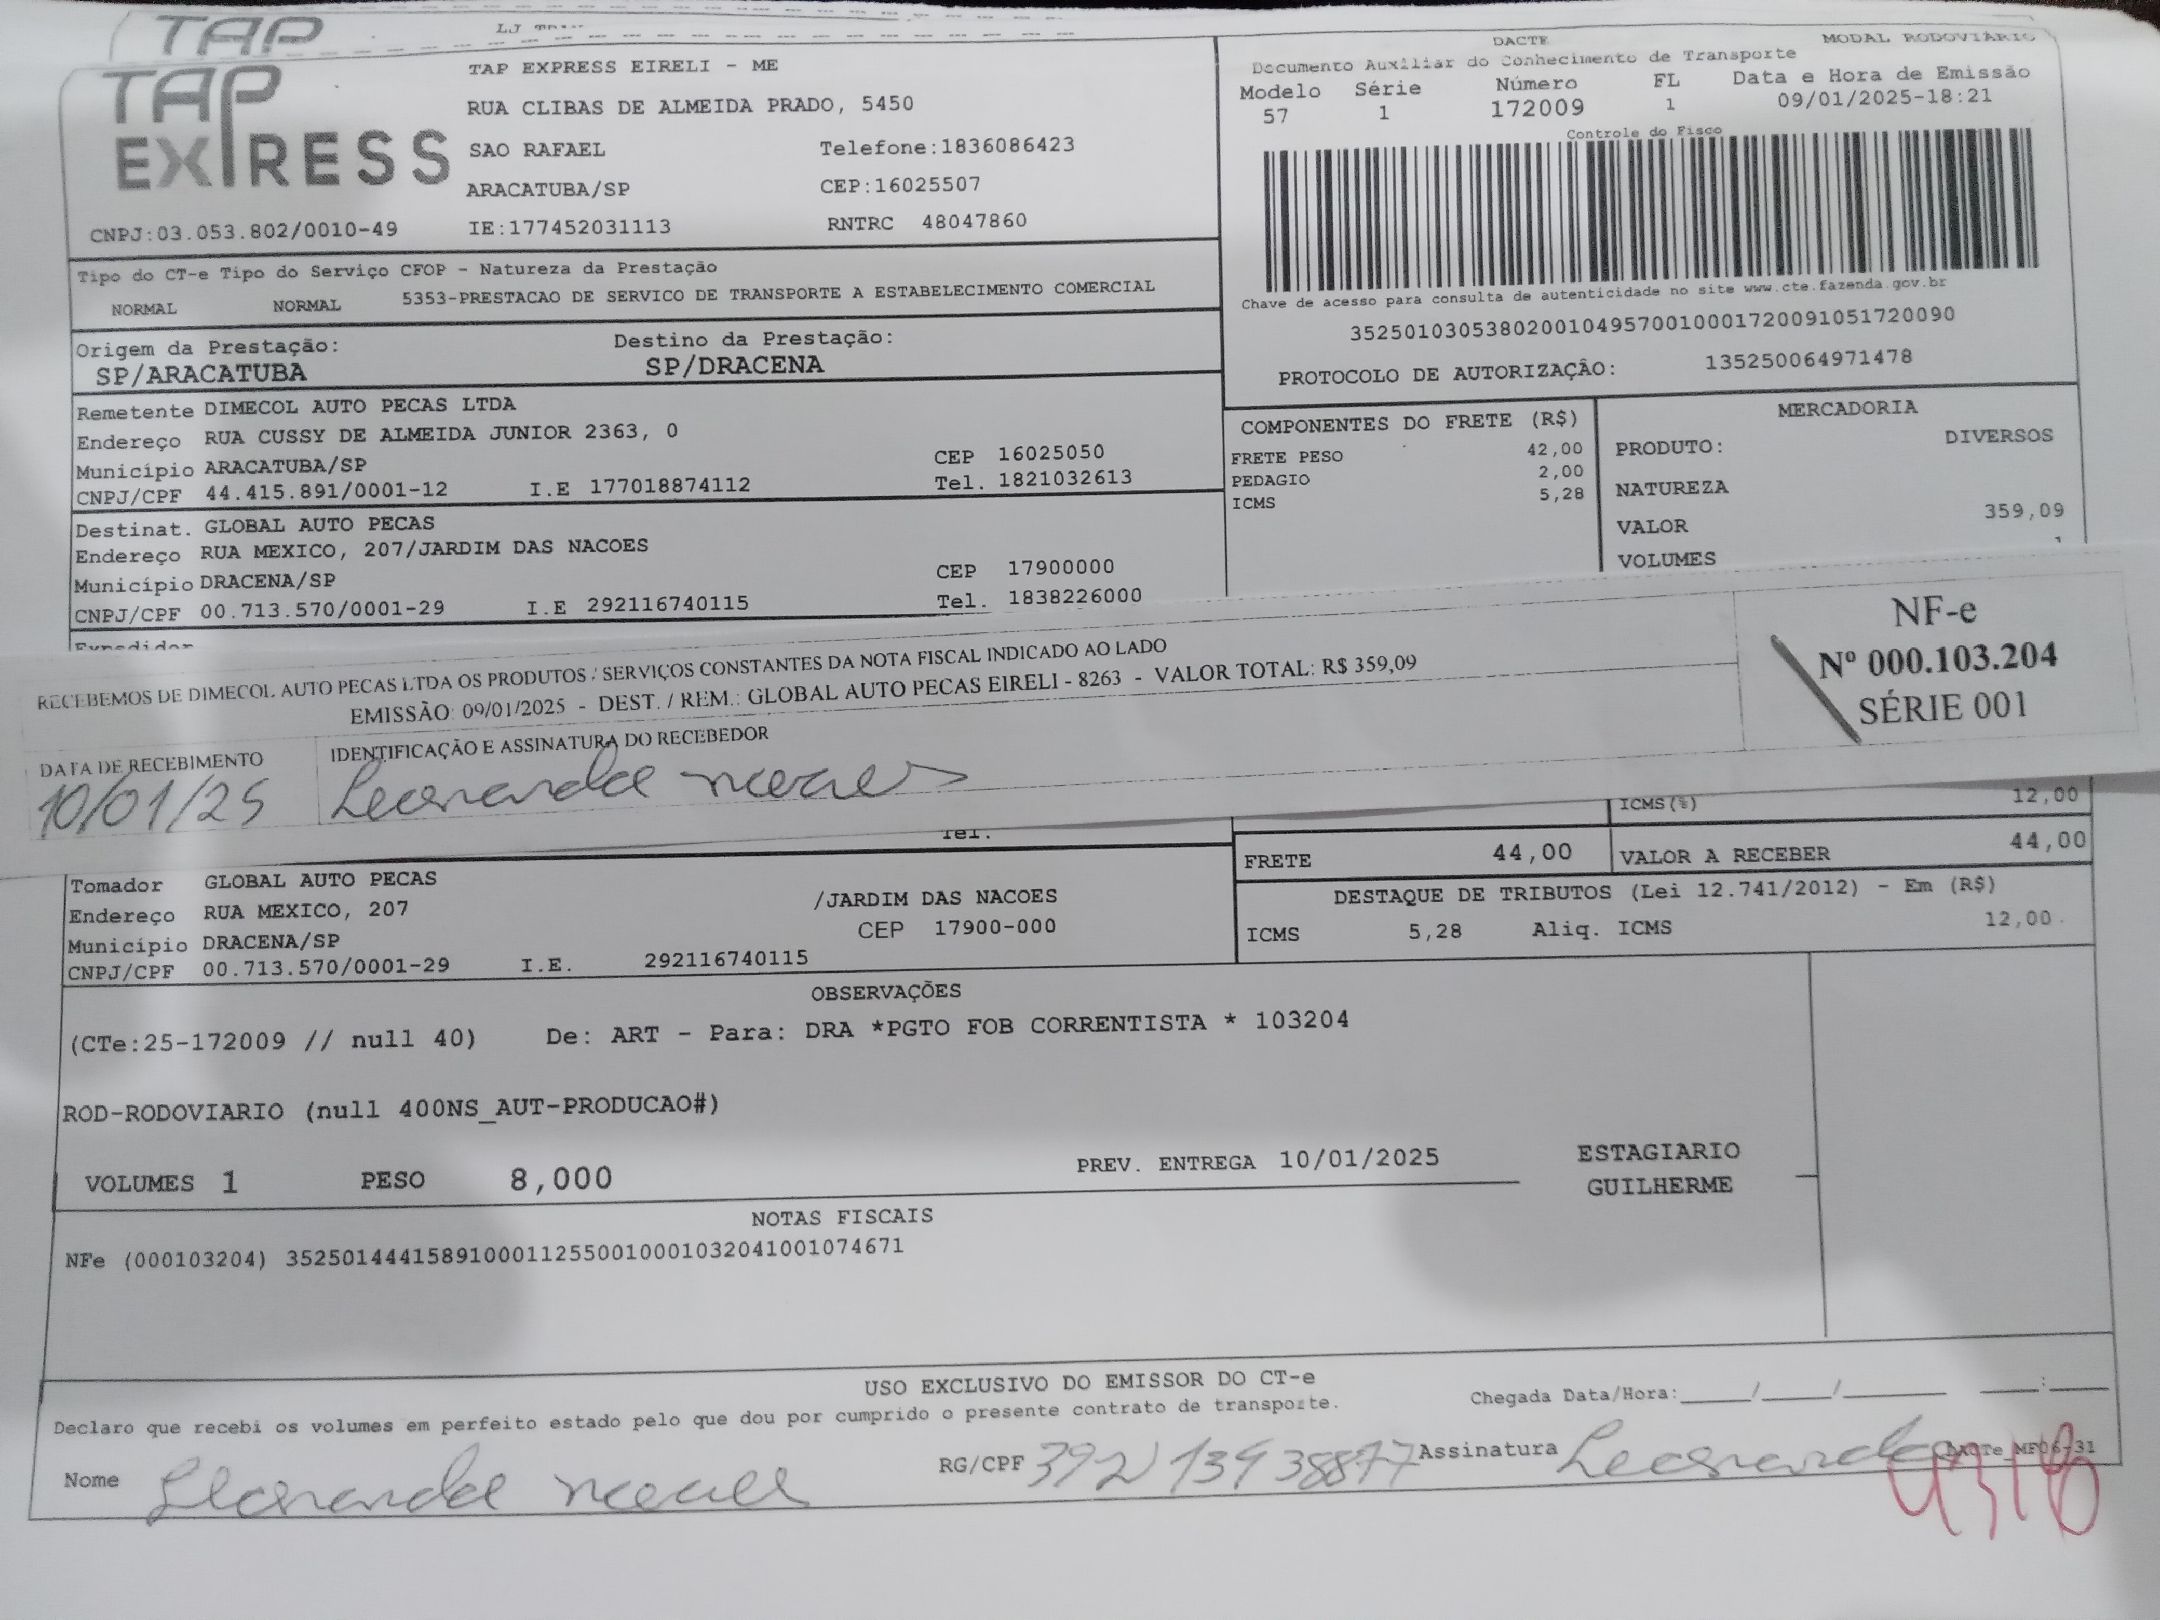 TAP
TAP
EXPRESS
TAP EXPRESS EIRELI - ME
RUA CLIBAS DE ALMEIDA PRADO, 5450
SAO RAFAEL Telefone:1836086423
ARACATUBA/SP CEP:16025507
CNPJ:03.053.802/0010-49 IE:177452031113 RNTRC 48047860
DACTE MODAL RODOVIÁRIO
Documento Auxiliar do Conhecimento de Transporte
Modelo Série Número FL Data e Hora de Emissão
57 1 172009 1 09/01/2025-18:21
Controle do Fisco
Chave de acesso para consulta de autenticidade no site www.cte.fazenda.gov.br
35250103053802001049570010001720091051720090
PROTOCOLO DE AUTORIZAÇÃO: 135250064971478
Tipo do CT-e Tipo do Serviço CFOP - Natureza da Prestação
NORMAL NORMAL 5353-PRESTACAO DE SERVICO DE TRANSPORTE A ESTABELECIMENTO COMERCIAL
Origem da Prestação: Destino da Prestação:
SP/ARACATUBA SP/DRACENA
Remetente DIMECOL AUTO PECAS LTDA
Endereço RUA CUSSY DE ALMEIDA JUNIOR 2363, 0
Município ARACATUBA/SP CEP 16025050
CNPJ/CPF 44.415.891/0001-12 I.E 177018874112 Tel. 1821032613
Destinat. GLOBAL AUTO PECAS
Endereço RUA MEXICO, 207/JARDIM DAS NACOES
Município DRACENA/SP CEP 17900000
CNPJ/CPF 00.713.570/0001-29 I.E 292116740115 Tel. 1838226000
Expedidor
COMPONENTES DO FRETE (R$)
FRETE PESO 42,00
PEDAGIO 2,00
ICMS 5,28
MERCADORIA
PRODUTO: DIVERSOS
NATUREZA
VALOR 359,09
VOLUMES
RECEBEMOS DE DIMECOL AUTO PECAS LTDA OS PRODUTOS / SERVIÇOS CONSTANTES DA NOTA FISCAL INDICADO AO LADO
EMISSÃO: 09/01/2025 - DEST. / REM.: GLOBAL AUTO PECAS EIRELI - 8263 - VALOR TOTAL: R$ 359,09
DATA DE RECEBIMENTO IDENTIFICAÇÃO E ASSINATURA DO RECEBEDOR
10/01/25
NF-e
Nº 000.103.204
SÉRIE 001
Tel.
ICMS(%) 12,00
FRETE 44,00 VALOR A RECEBER 44,00
DESTAQUE DE TRIBUTOS (Lei 12.741/2012) - Em (R$)
ICMS 5,28 Aliq. ICMS 12,00
Tomador GLOBAL AUTO PECAS
Endereço RUA MEXICO, 207 /JARDIM DAS NACOES
Município DRACENA/SP CEP 17900-000
CNPJ/CPF 00.713.570/0001-29 I.E. 292116740115
OBSERVAÇÕES
(CTe:25-172009 // null 40) De: ART - Para: DRA *PGTO FOB CORRENTISTA * 103204
ROD-RODOVIARIO (null 400NS_AUT-PRODUCAO#)
VOLUMES 1 PESO 8,000 PREV. ENTREGA 10/01/2025
ESTAGIARIO
GUILHERME
NOTAS FISCAIS
NFe (000103204) 35250144415891000112550010001032041001074671
USO EXCLUSIVO DO EMISSOR DO CT-e
Declaro que recebi os volumes em perfeito estado pelo que dou por cumprido o presente contrato de transporte.
Chegada Data/Hora:____/____/______ ___:____
Nome RG/CPF Assinatura